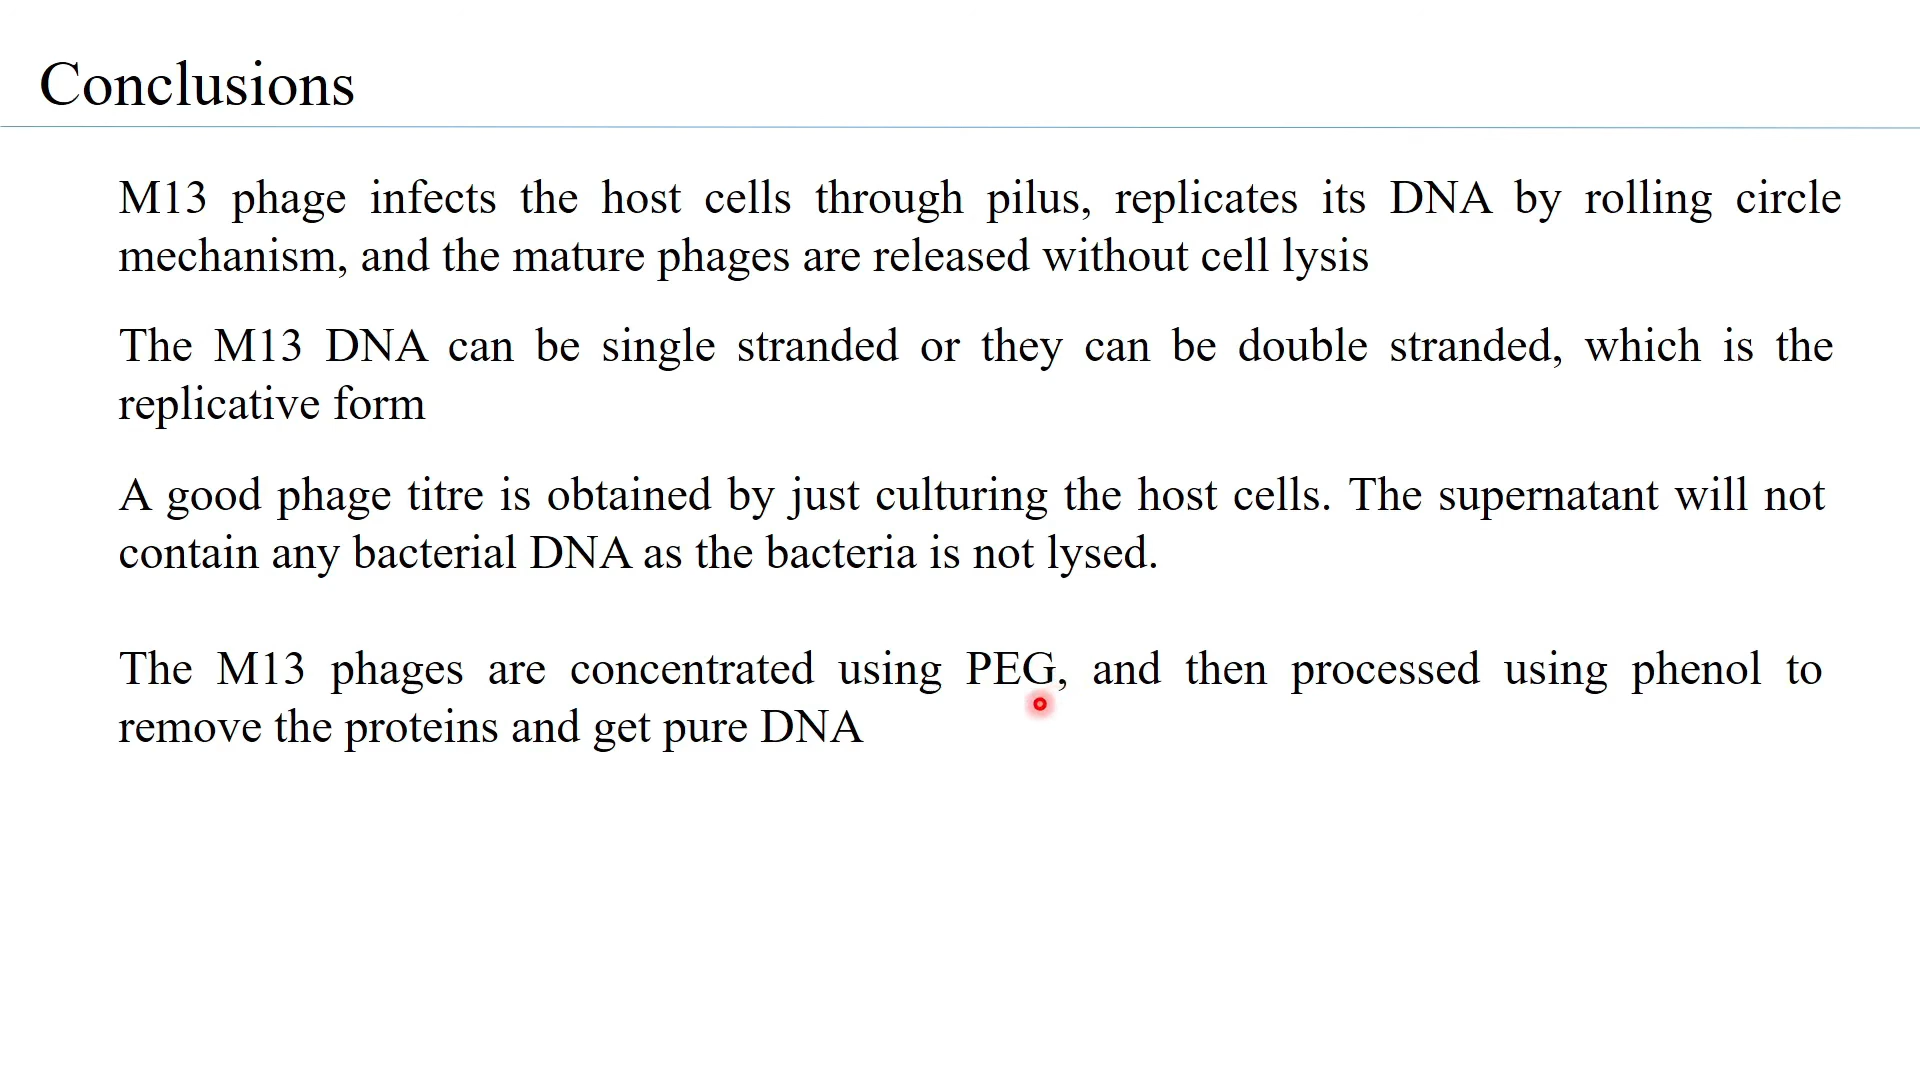 Conclusions
M13 phage infects the host cells through pilus, replicates its DNA by rolling circle
mechanism, and the mature phages are released without cell lysis
The M13 DNA can be single stranded or they can be double stranded, which is the
replicative form
A good phage titre is obtained by just culturing the host cells. The supernatant will not
contain any bacterial DNA as the bacteria is not lysed.
The M13 phages are concentrated using PEG, and then processed using phenol to
remove the proteins and get pure DNA